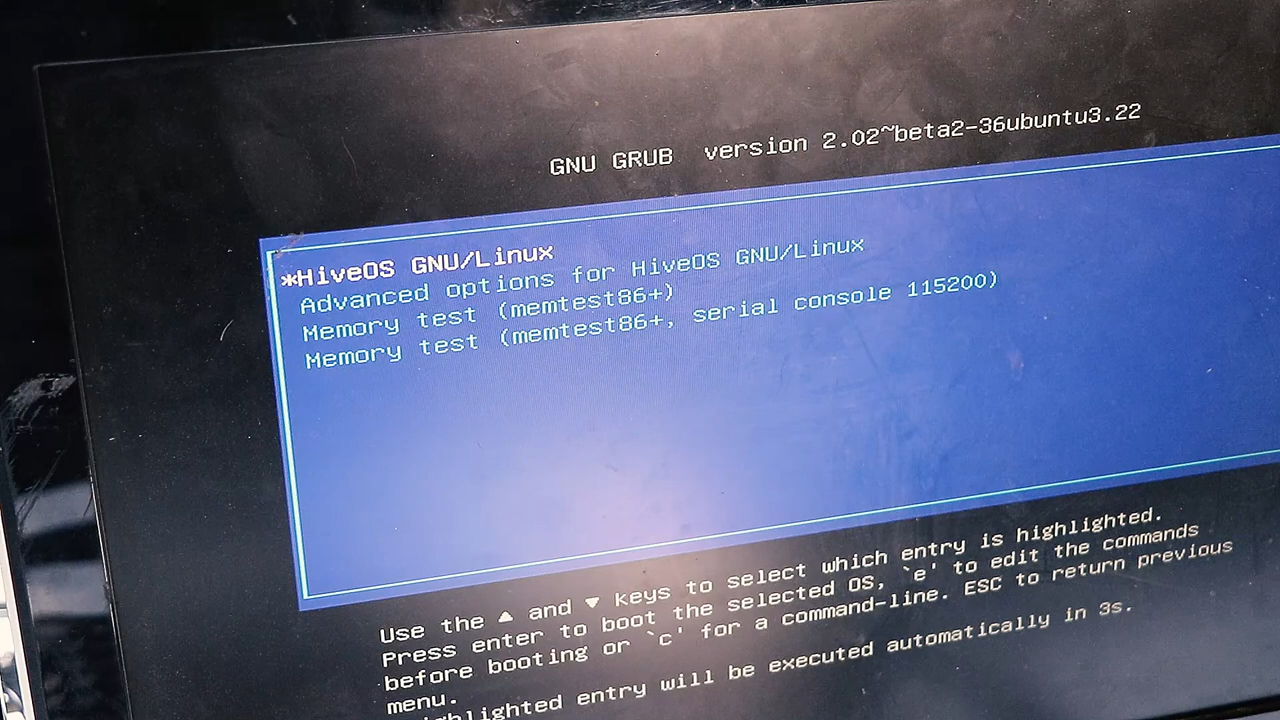 GNU GRUB version 2.02~beta2-36ubuntu3.22
*HiveOS GNU/Linux
Advanced options for HiveOS GNU/Linux
Memory test (memtest86+)
Memory test (memtest86+, serial console 115200)
Use the ▲ and ▼ keys to select which entry is highlighted.
Press enter to boot the selected OS, `e' to edit the commands
before booting or `c' for a command-line. ESC to return previous
menu.
highlighted entry will be executed automatically in 3s.